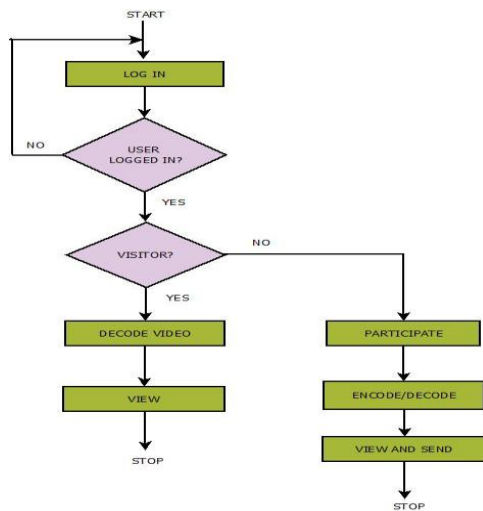 START
LOG IN
NO
USER
LOGGED IN?
YES
VISITOR?
NO
YES
DECODE VIDEO
PARTICIPATE
VIEW
ENCODE/DECODE
VIEW AND SEND
STOP
STOP